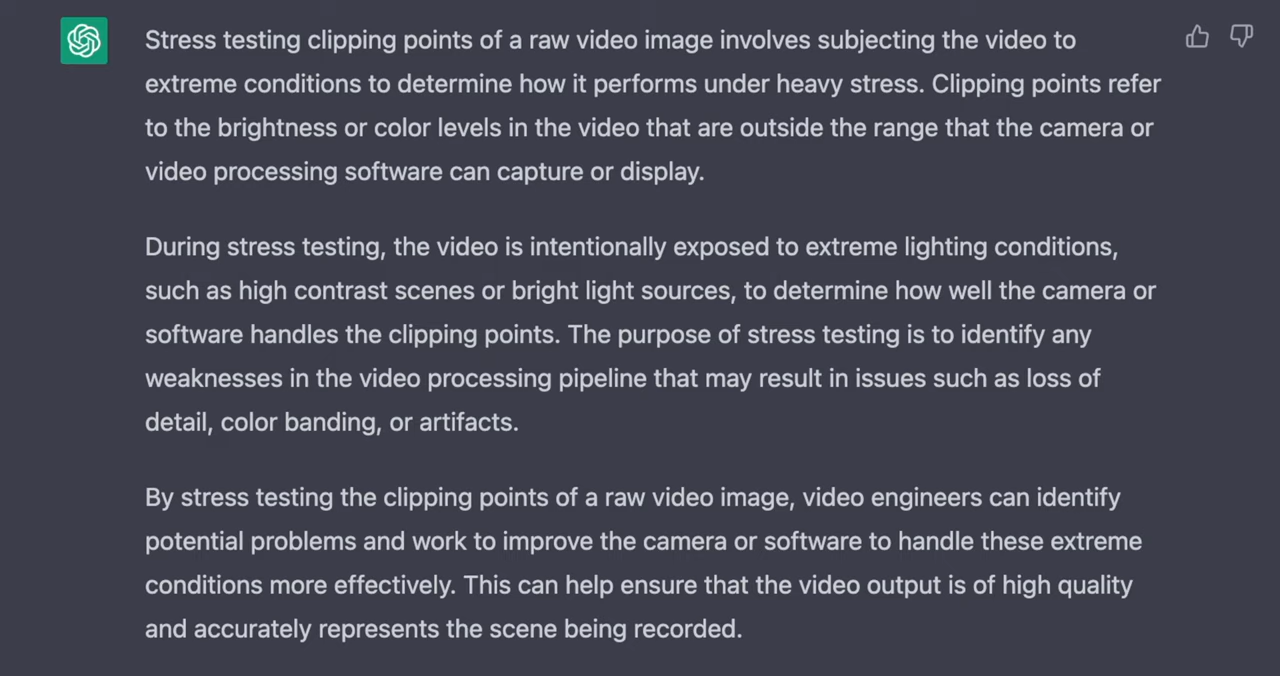 Stress testing clipping points of a raw video image involves subjecting the video to
extreme conditions to determine how it performs under heavy stress. Clipping points refer
to the brightness or color levels in the video that are outside the range that the camera or
video processing software can capture or display.
During stress testing, the video is intentionally exposed to extreme lighting conditions,
such as high contrast scenes or bright light sources, to determine how well the camera or
software handles the clipping points. The purpose of stress testing is to identify any
weaknesses in the video processing pipeline that may result in issues such as loss of
detail, color banding, or artifacts.
By stress testing the clipping points of a raw video image, video engineers can identify
potential problems and work to improve the camera or software to handle these extreme
conditions more effectively. This can help ensure that the video output is of high quality
and accurately represents the scene being recorded.